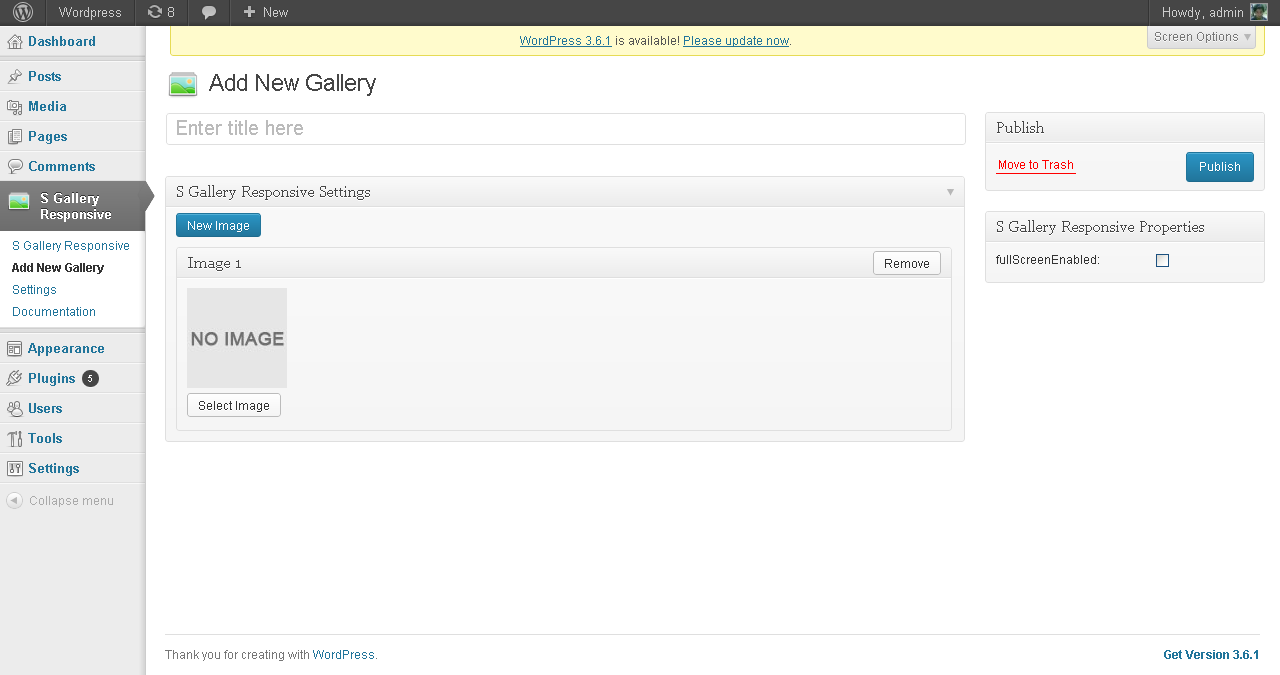 Wordpress 8 New Howdy, admin
WordPress 3.6.1 is available! Please update now.
Screen Options
Dashboard
Posts
Media
Pages
Comments
S Gallery
Responsive
S Gallery Responsive
Add New Gallery
Settings
Documentation
Appearance
Plugins 5
Users
Tools
Settings
Collapse menu
Add New Gallery
Enter title here
S Gallery Responsive Settings
New Image
Image 1 Remove
NO IMAGE
Select Image
Publish
Move to Trash Publish
S Gallery Responsive Properties
fullScreenEnabled:
Thank you for creating with WordPress. Get Version 3.6.1